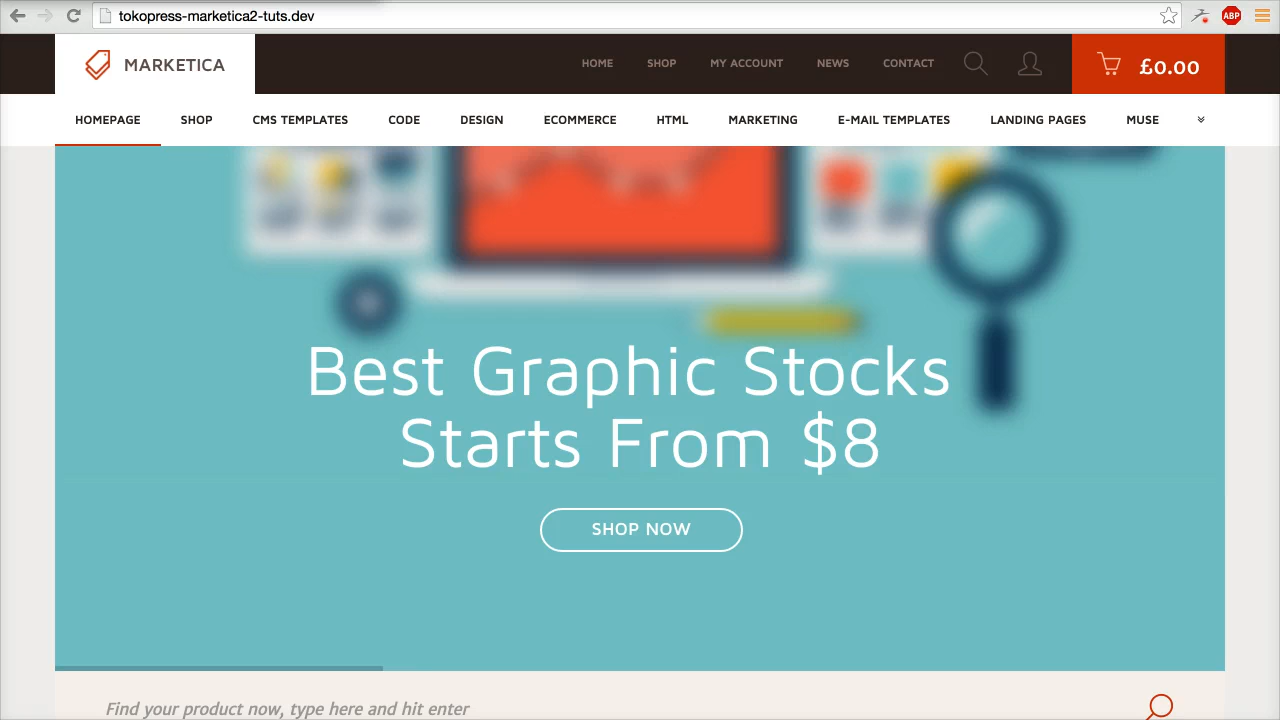 tokopress-marketica2-tuts.dev
ABP
MARKETICA
HOME SHOP MY ACCOUNT NEWS CONTACT
£0.00
HOMEPAGE SHOP CMS TEMPLATES CODE DESIGN ECOMMERCE HTML MARKETING E-MAIL TEMPLATES LANDING PAGES MUSE
Best Graphic Stocks
Starts From $8
SHOP NOW
Find your product now, type here and hit enter